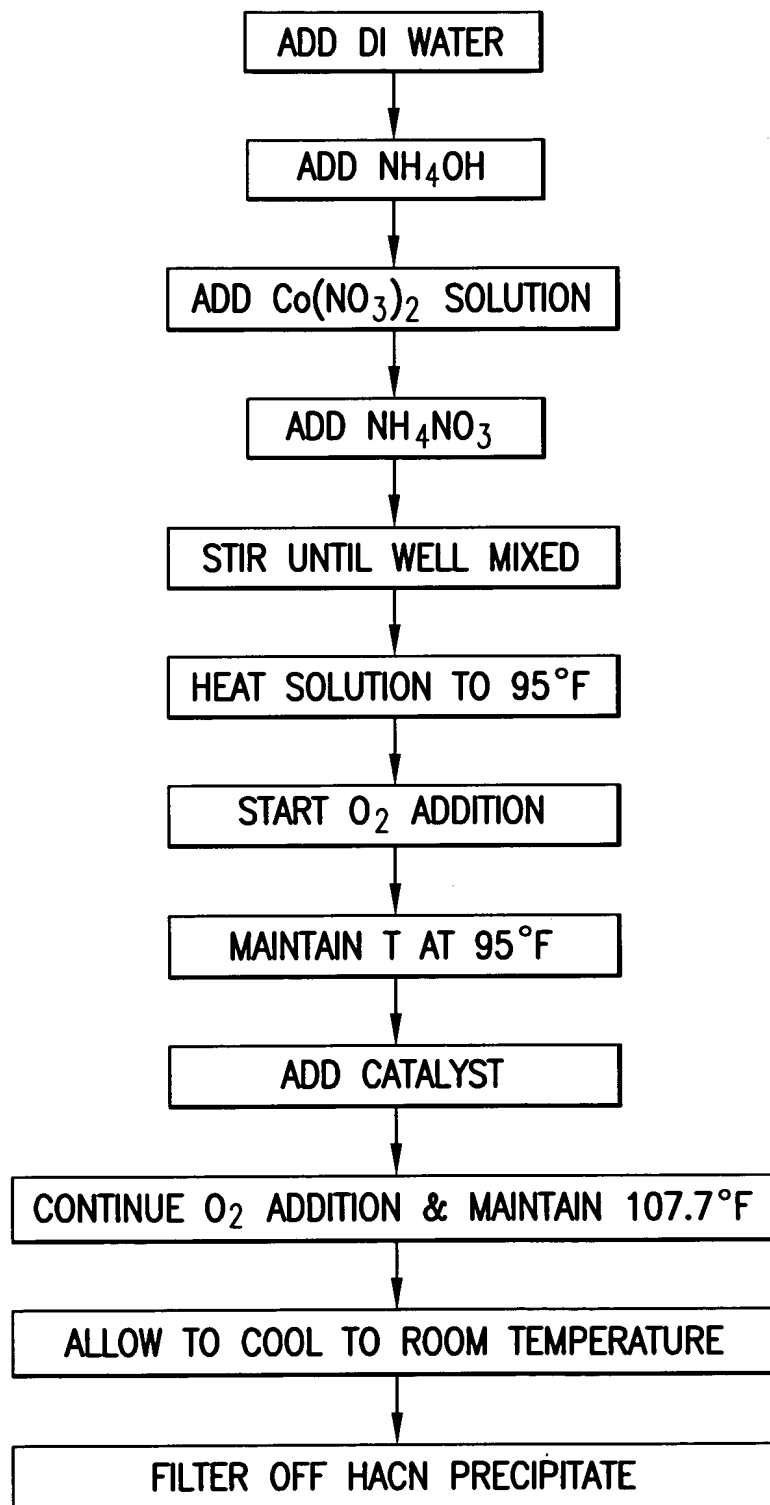 ADD DI WATER
ADD NH₄OH
ADD Co(NO₃)₂ SOLUTION
ADD NH₄NO₃
STIR UNTIL WELL MIXED
HEAT SOLUTION TO 95°F
START O₂ ADDITION
MAINTAIN T AT 95°F
ADD CATALYST
CONTINUE O₂ ADDITION & MAINTAIN 107.7°F
ALLOW TO COOL TO ROOM TEMPERATURE
FILTER OFF HACN PRECIPITATE